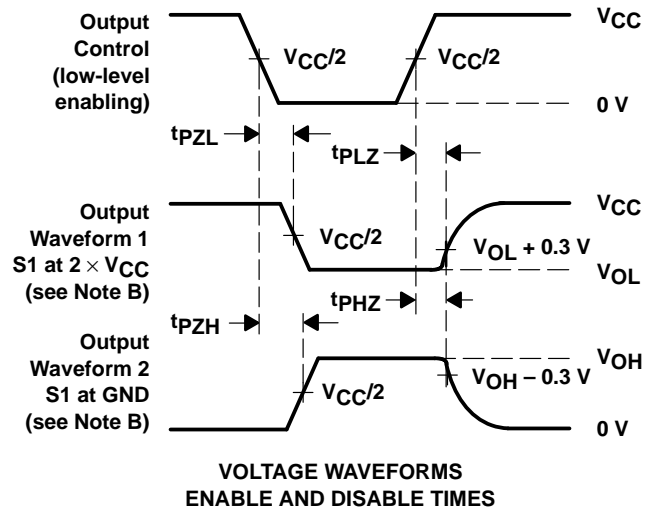 Output
Control
(low-level
enabling)
VCC
VCC/2
VCC/2
0 V
tPZL
tPLZ
Output
Waveform 1
S1 at 2 × VCC
(see Note B)
VCC
VCC/2
VOL + 0.3 V
VOL
tPZH
tPHZ
Output
Waveform 2
S1 at GND
(see Note B)
VOH
VCC/2
VOH − 0.3 V
0 V
VOLTAGE WAVEFORMS
ENABLE AND DISABLE TIMES